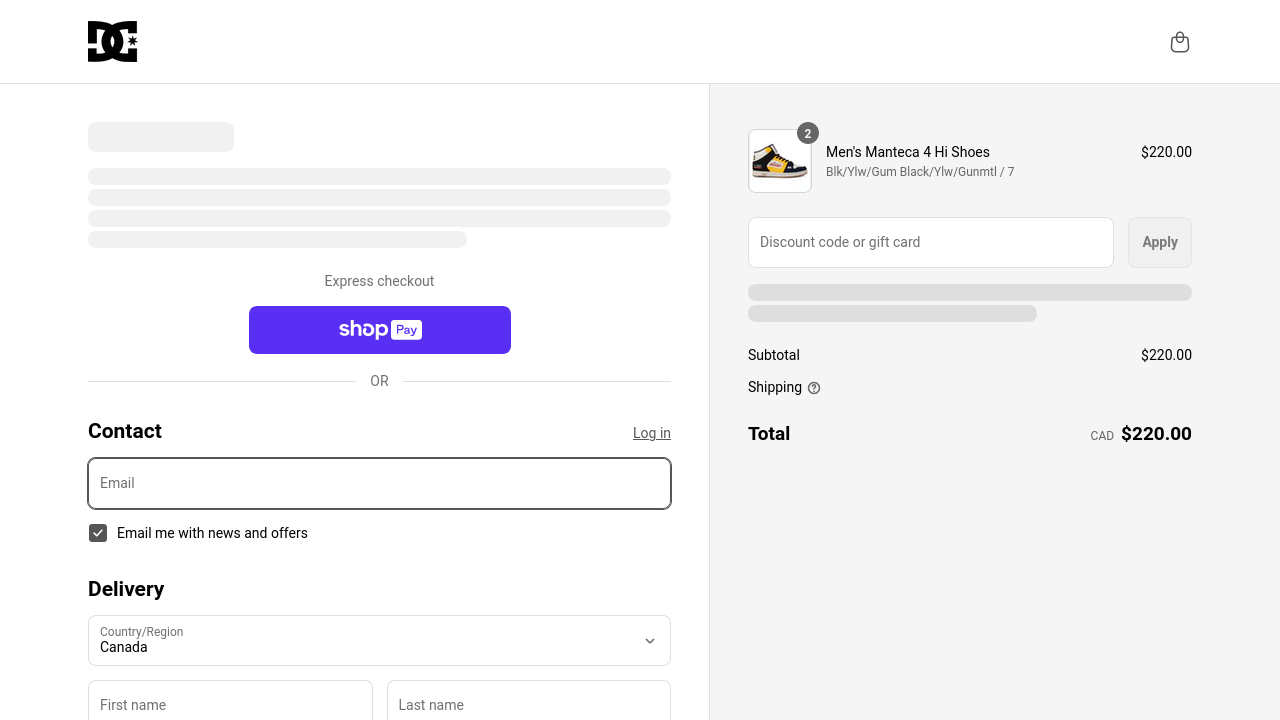 DC
2
Men's Manteca 4 Hi Shoes
$220.00
Blk/Ylw/Gum Black/Ylw/Gunmtl / 7
Discount code or gift card
Apply
Subtotal
$220.00
Shipping
Total
CAD $220.00
Express checkout
shop Pay
OR
Contact
Log in
Email
Email me with news and offers
Delivery
Country/Region
Canada
First name
Last name